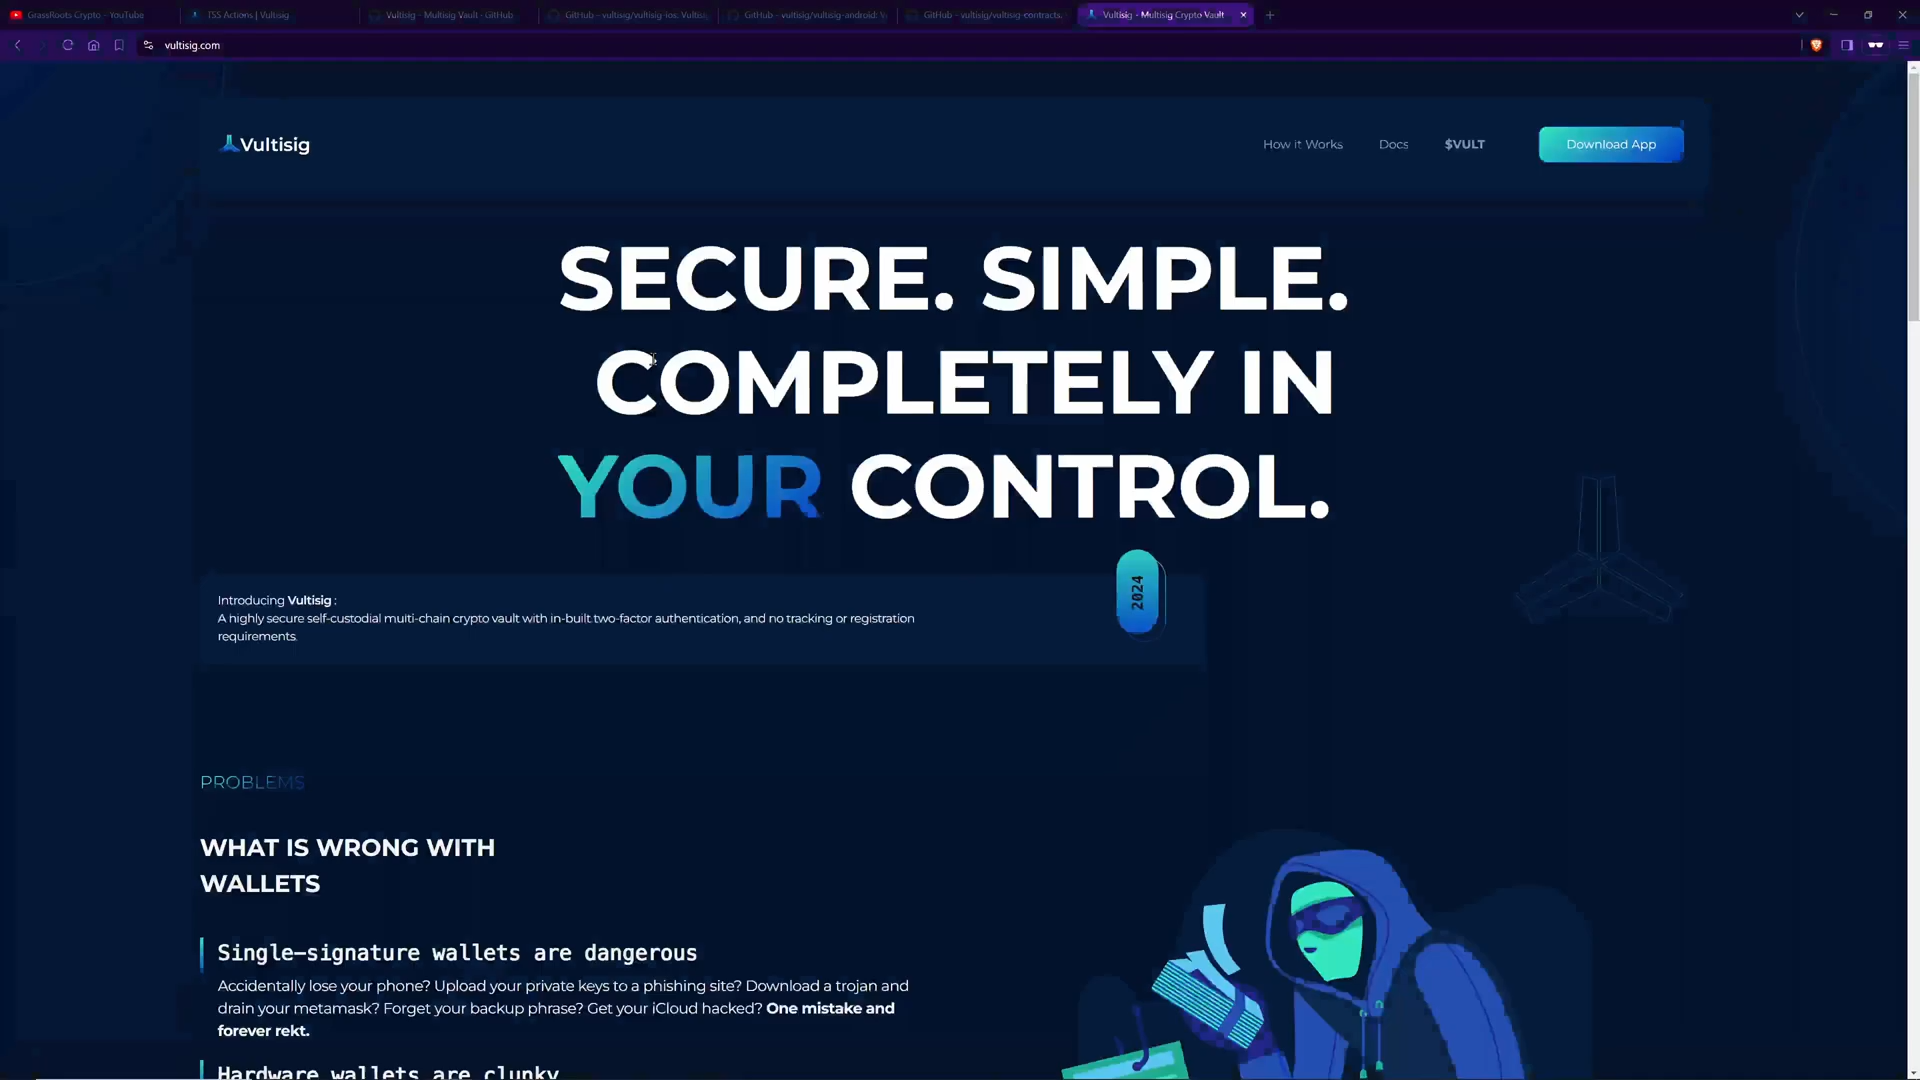 GrassRoots Crypto - YouTube
TSS Actions | Vultisig
Vultisig - Multisig Vault · GitHub
GitHub - vultisig/vultisig-ios: Vultisi
GitHub - vultisig/vultisig-android: V
GitHub - vultisig/vultisig-contracts:
Vultisig - Multisig Crypto Vault
vultisig.com
Vultisig
How it Works
Docs
$VULT
Download App
SECURE. SIMPLE.
COMPLETELY IN
YOUR CONTROL.
Introducing Vultisig :
A highly secure self-custodial multi-chain crypto vault with in-built two-factor authentication, and no tracking or registration
requirements.
2024
PROBLEMS
WHAT IS WRONG WITH
WALLETS
Single-signature wallets are dangerous
Accidentally lose your phone? Upload your private keys to a phishing site? Download a trojan and
drain your metamask? Forget your backup phrase? Get your iCloud hacked? One mistake and
forever rekt.
Hardware wallets are clunky